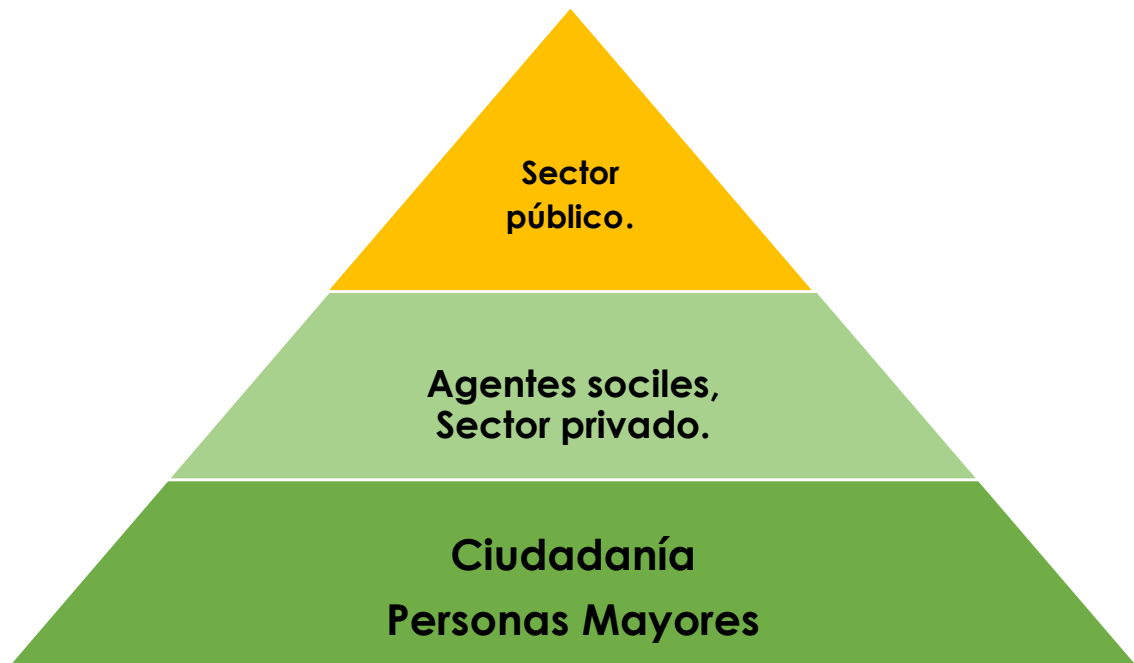 Sector
público.
Agentes sociles,
Sector privado.
Ciudadanía
Personas Mayores